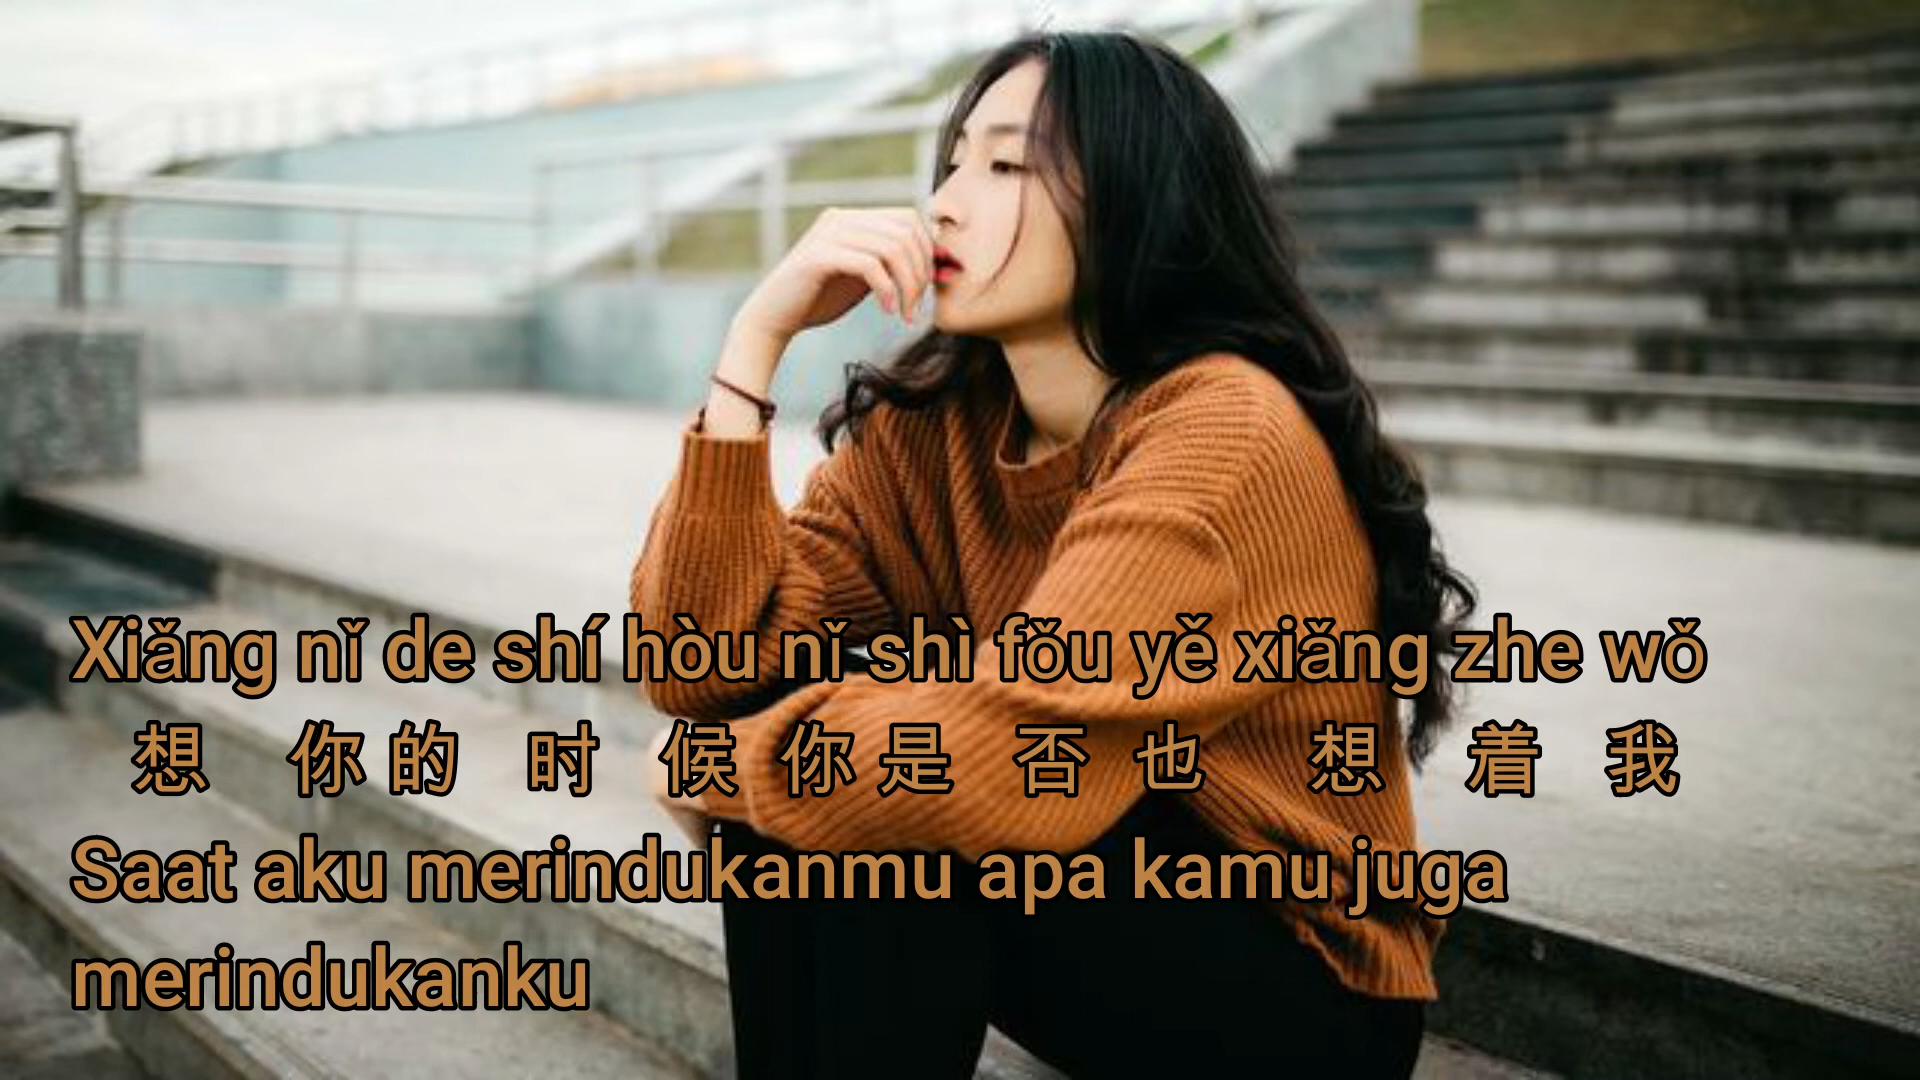 Xiǎng nǐ de shí hòu nǐ shì fǒu yě xiǎng zhe wǒ
想 你 的 时 候 你 是 否 也 想 着 我
Saat aku merindukanmu apa kamu juga
merindukanku